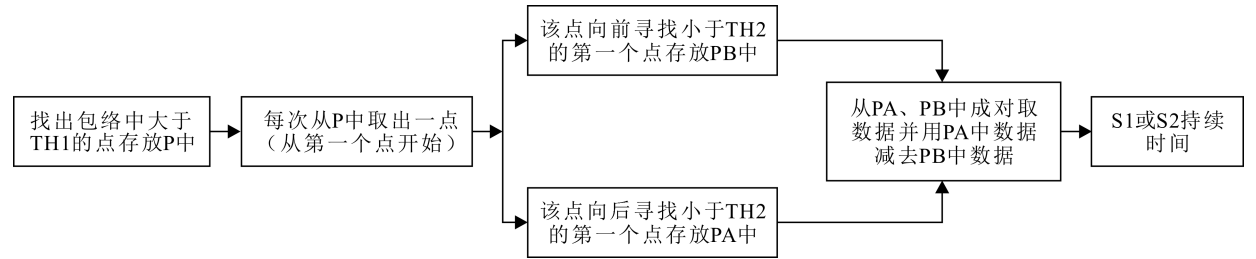 找出包络中大于
TH1的点存放P中
每次从P中取出一点
（从第一个点开始）
该点向前寻找小于TH2
的第一个点存放PB中
该点向后寻找小于TH2
的第一个点存放PA中
从PA、PB中成对取
数据并用PA中数据
减去PB中数据
S1或S2持续
时间